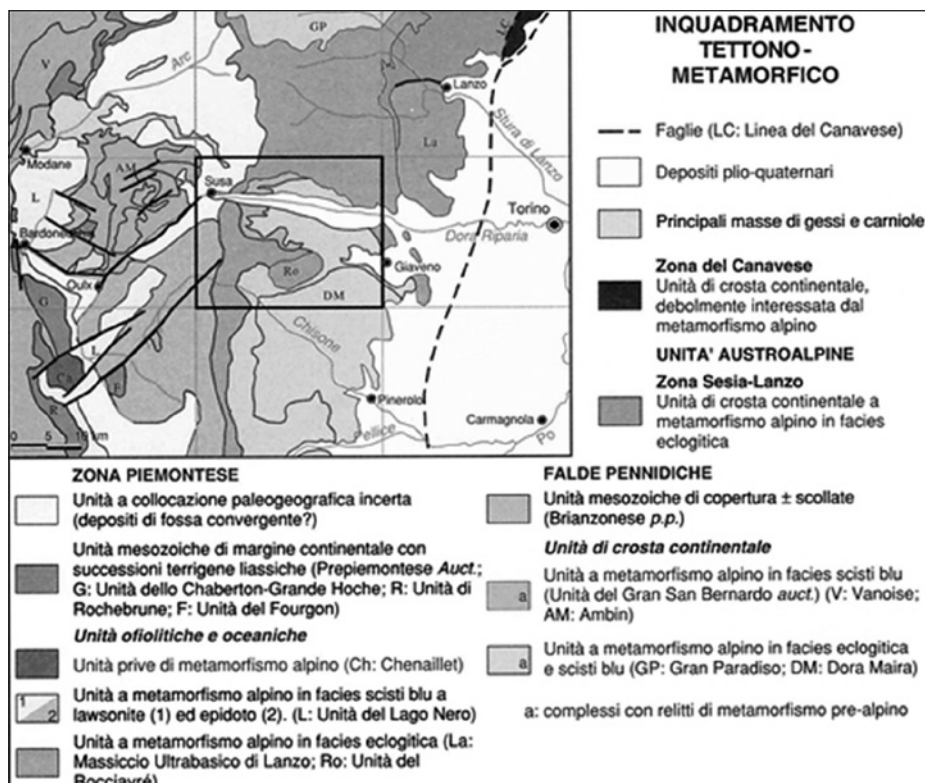 INQUADRAMENTO
TETTONO -
METAMORFICO
Faglie (LC: Linea del Canavese)
Depositi plio-quaternari
Principali masse di gessi e carniole
Zona del Canavese
Unità di crosta continentale,
debolmente interessata dal
metamorfismo alpino
UNITA' AUSTROALPINE
Zona Sesia-Lanzo
Unità di crosta continentale a
metamorfismo alpino in facies
eclogitica
GP
LC
V
Arc
Lanzo
Stura di Lanzo
La
Modane
AM
L
Susa
Torino
Bardonecchia
Dora Riparia
Oulx
Giaveno
Ro
G
DM
Chisone
L
Ch
F
R
Pinerolo
Carmagnola
Pellice
Po
0 5 10 km
ZONA PIEMONTESE
Unità a collocazione paleogeografica incerta
(depositi di fossa convergente?)
Unità mesozoiche di margine continentale con
successioni terrigene liassiche (Prepiemontese Auct.;
G: Unità dello Chaberton-Grande Hoche; R: Unità di
Rochebrune; F: Unità del Fourgon)
Unità ofiolitiche e oceaniche
Unità prive di metamorfismo alpino (Ch: Chenaillet)
1
2
Unità a metamorfismo alpino in facies scisti blu a
lawsonite (1) ed epidoto (2). (L: Unità del Lago Nero)
Unità a metamorfismo alpino in facies eclogitica (La:
Massiccio Ultrabasico di Lanzo; Ro: Unità del
Rocciavré)
FALDE PENNIDICHE
Unità mesozoiche di copertura ± scollate
(Brianzonese p.p.)
Unità di crosta continentale
Unità a metamorfismo alpino in facies scisti blu
a
(Unità del Gran San Bernardo auct.) (V: Vanoise;
AM: Ambin)
Unità a metamorfismo alpino in facies eclogitica
a
e scisti blu (GP: Gran Paradiso; DM: Dora Maira)
a: complessi con relitti di metamorfismo pre-alpino